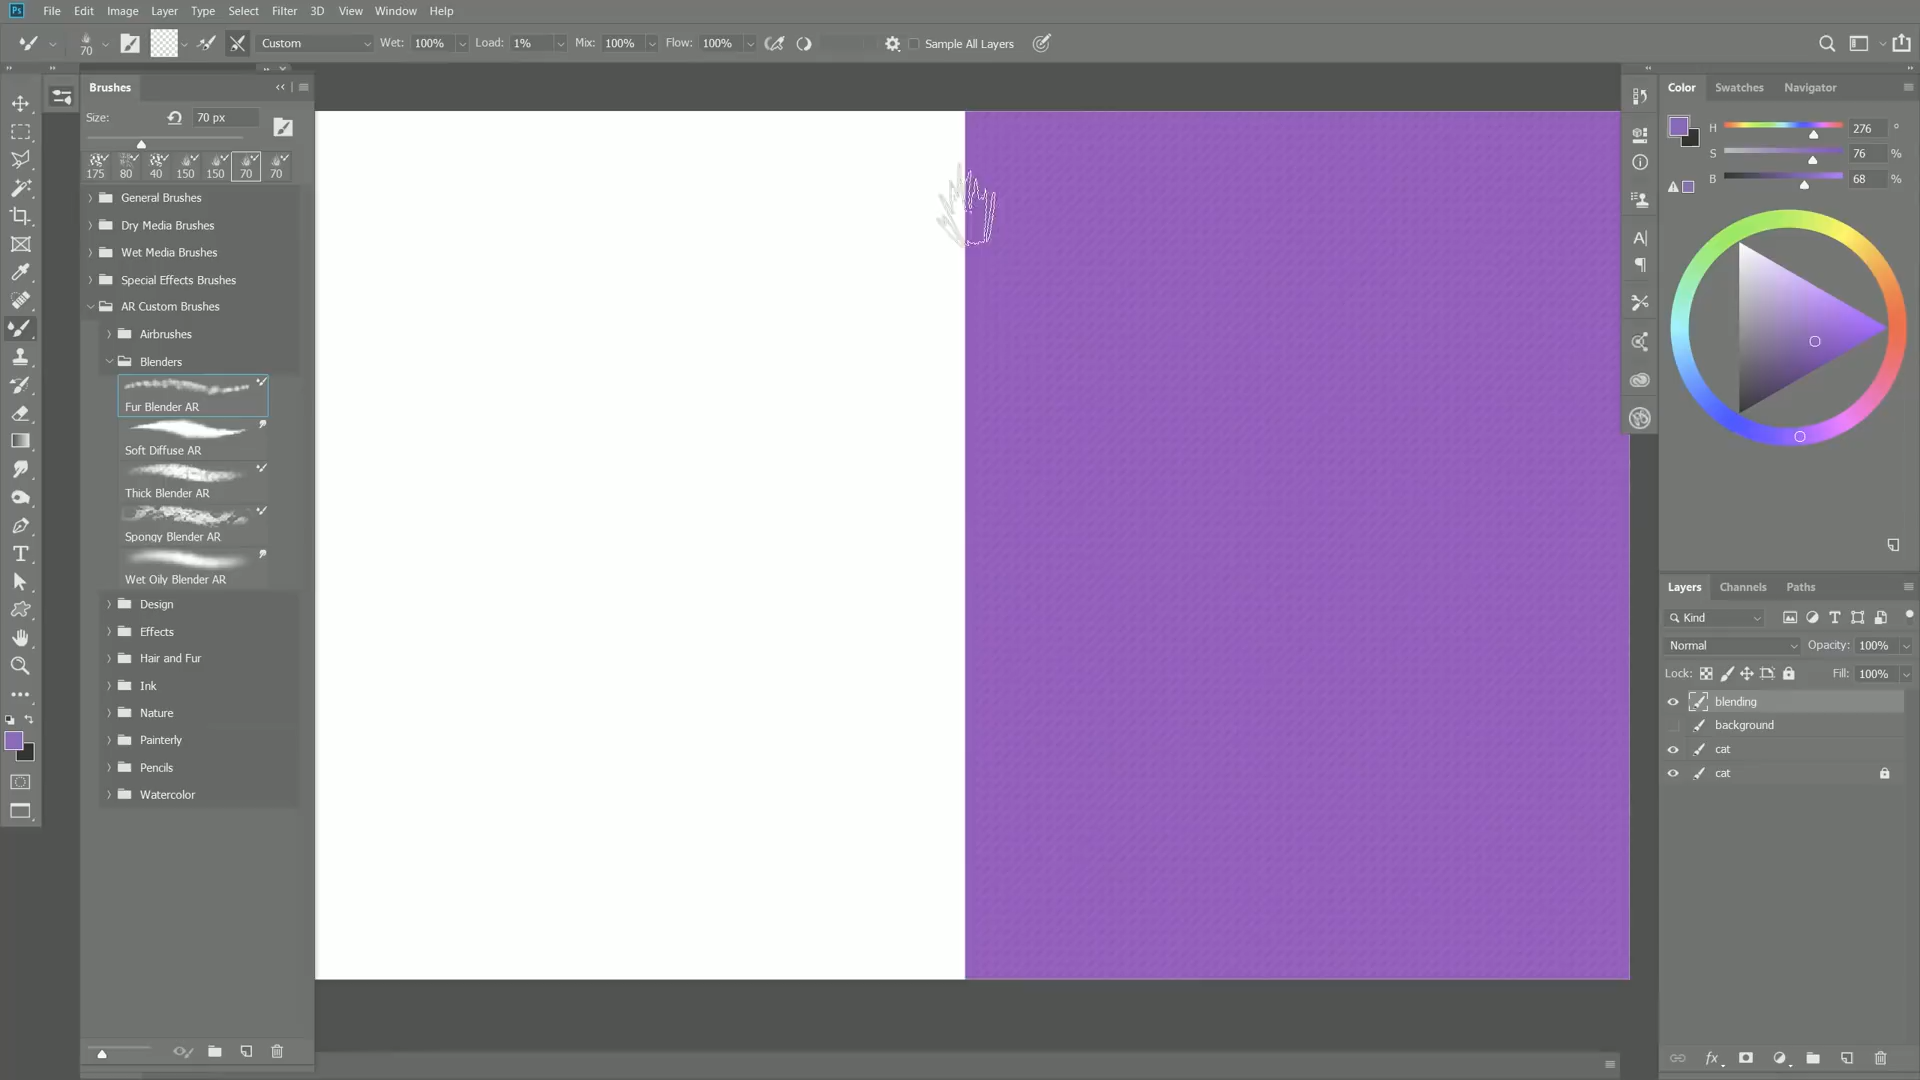 Ps File Edit Image Layer Type Select Filter 3D View Window Help
70 Custom Wet: 100% Load: 1% Mix: 100% Flow: 100% Sample All Layers
Brushes
Size: 70 px
175 80 40 150 150 70 70
General Brushes
Dry Media Brushes
Wet Media Brushes
Special Effects Brushes
AR Custom Brushes
Airbrushes
Blenders
Fur Blender AR
Soft Diffuse AR
Thick Blender AR
Spongy Blender AR
Wet Oily Blender AR
Design
Effects
Hair and Fur
Ink
Nature
Painterly
Pencils
Watercolor
Color Swatches Navigator
H 276 °
S 76 %
B 68 %
Layers Channels Paths
Kind
Normal Opacity: 100%
Lock: Fill: 100%
blending
background
cat
cat
fx